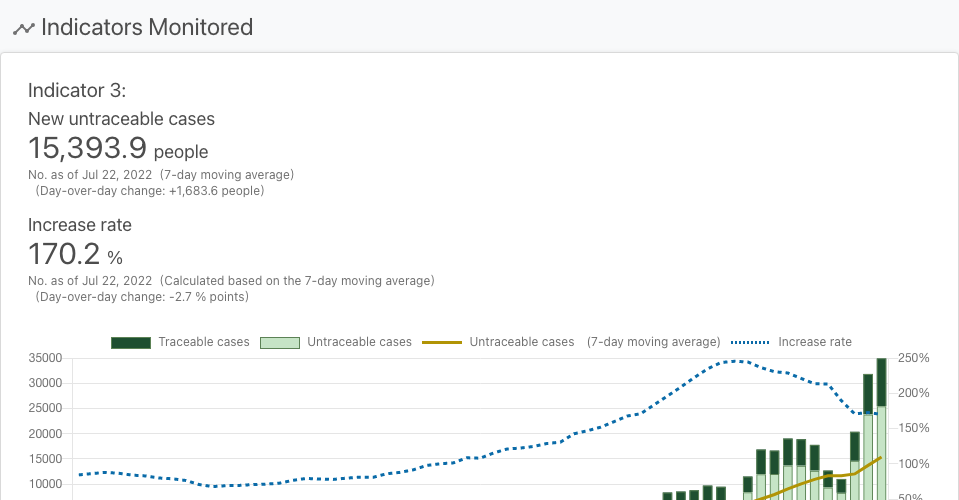 Indicators Monitored
Indicator 3:
New untraceable cases
15,393.9 people
No. as of Jul 22, 2022 (7-day moving average)
(Day-over-day change: +1,683.6 people)
Increase rate
170.2 %
No. as of Jul 22, 2022 (Calculated based on the 7-day moving average)
(Day-over-day change: -2.7 % points)
Traceable cases Untraceable cases Untraceable cases (7-day moving average) Increase rate
35000 250%
30000
25000 200%
20000
15000 150%
10000 100%
50%